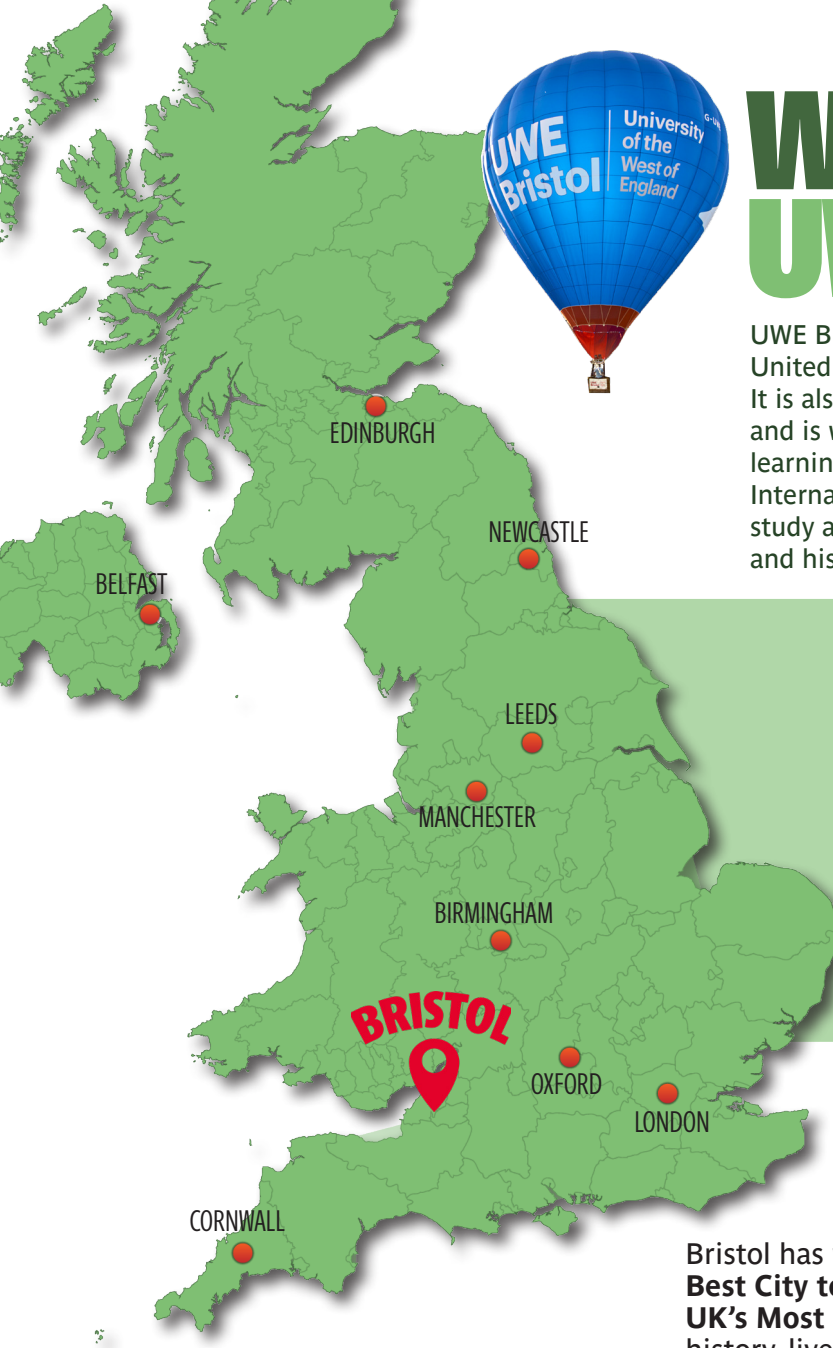 UWE
Bristol
University
of the
West of
England
W
UW
UWE B
United
It is als
and is w
learnin
Interna
study a
and his
EDINBURGH
NEWCASTLE
BELFAST
LEEDS
MANCHESTER
BIRMINGHAM
BRISTOL
OXFORD
LONDON
CORNWALL
Bristol has
Best City to
UK's Most